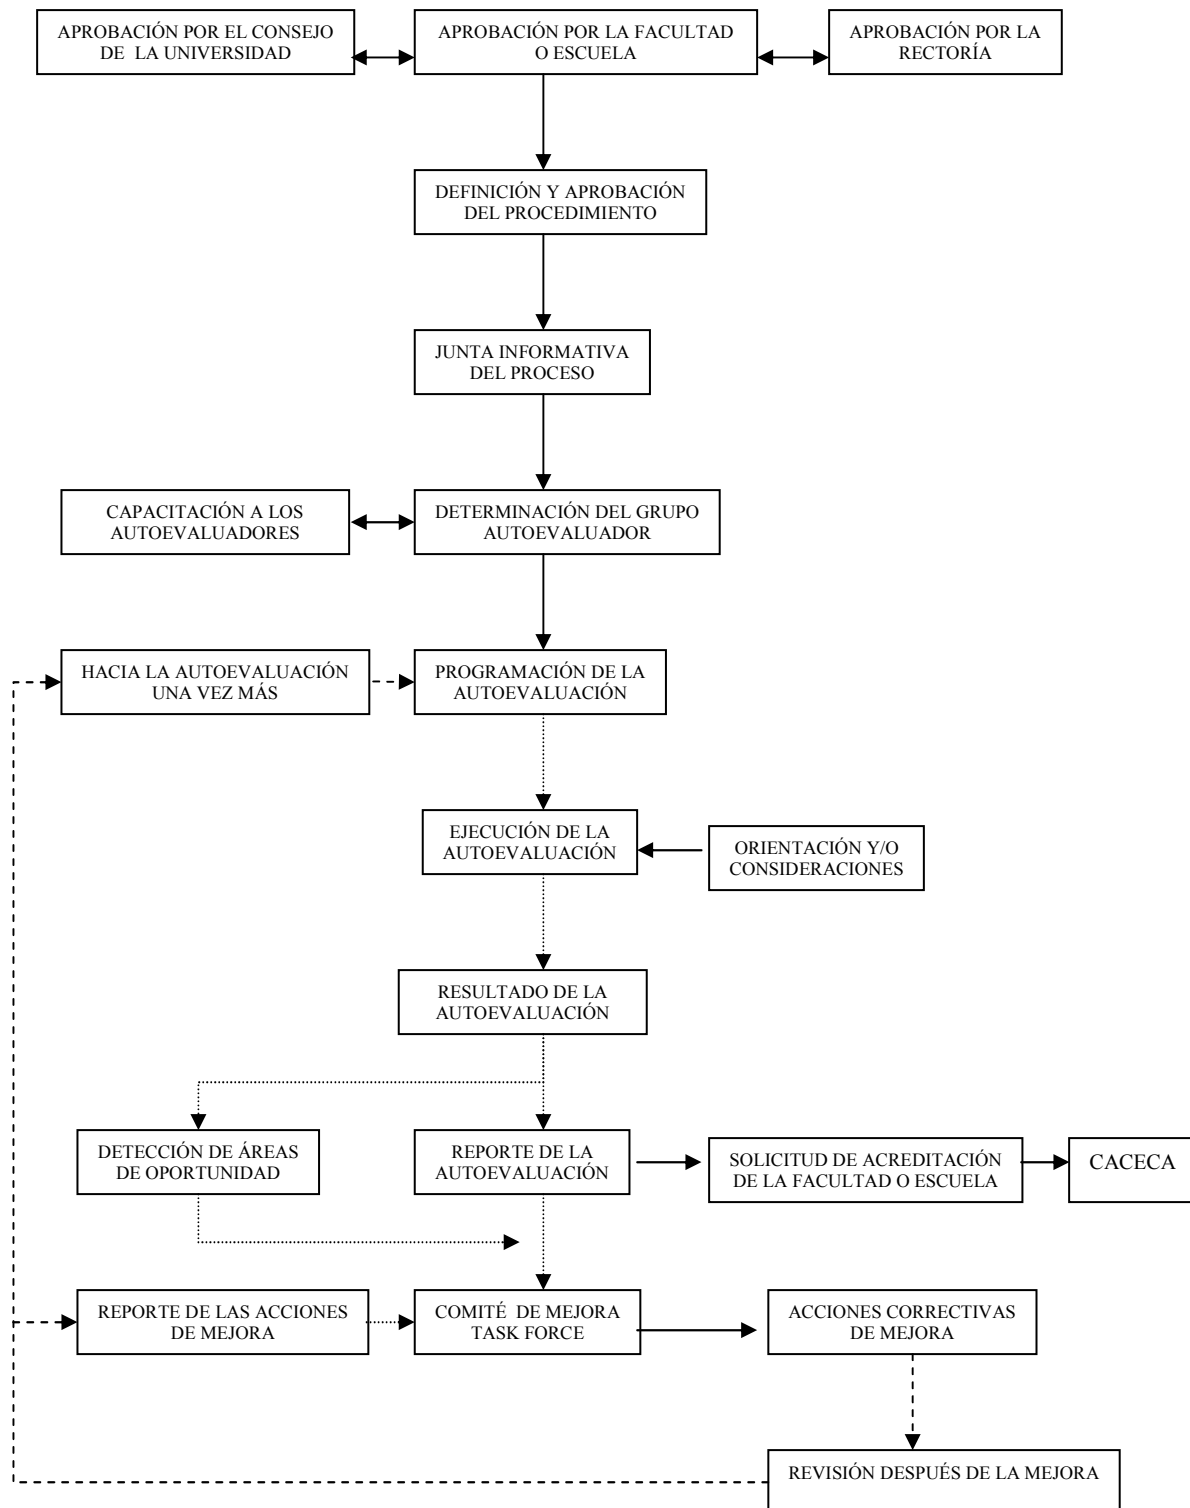 APROBACIÓN POR EL CONSEJO
DE LA UNIVERSIDAD
APROBACIÓN POR LA FACULTAD
O ESCUELA
APROBACIÓN POR LA
RECTORÍA
DEFINICIÓN Y APROBACIÓN
DEL PROCEDIMIENTO
JUNTA INFORMATIVA
DEL PROCESO
CAPACITACIÓN A LOS
AUTOEVALUADORES
DETERMINACIÓN DEL GRUPO
AUTOEVALUADOR
HACIA LA AUTOEVALUACIÓN
UNA VEZ MÁS
PROGRAMACIÓN DE LA
AUTOEVALUACIÓN
EJECUCIÓN DE LA
AUTOEVALUACIÓN
ORIENTACIÓN Y/O
CONSIDERACIONES
RESULTADO DE LA
AUTOEVALUACIÓN
DETECCIÓN DE ÁREAS
DE OPORTUNIDAD
REPORTE DE LA
AUTOEVALUACIÓN
SOLICITUD DE ACREDITACIÓN
DE LA FACULTAD O ESCUELA
CACECA
REPORTE DE LAS ACCIONES
DE MEJORA
COMITÉ DE MEJORA
TASK FORCE
ACCIONES CORRECTIVAS
DE MEJORA
REVISIÓN DESPUÉS DE LA MEJORA